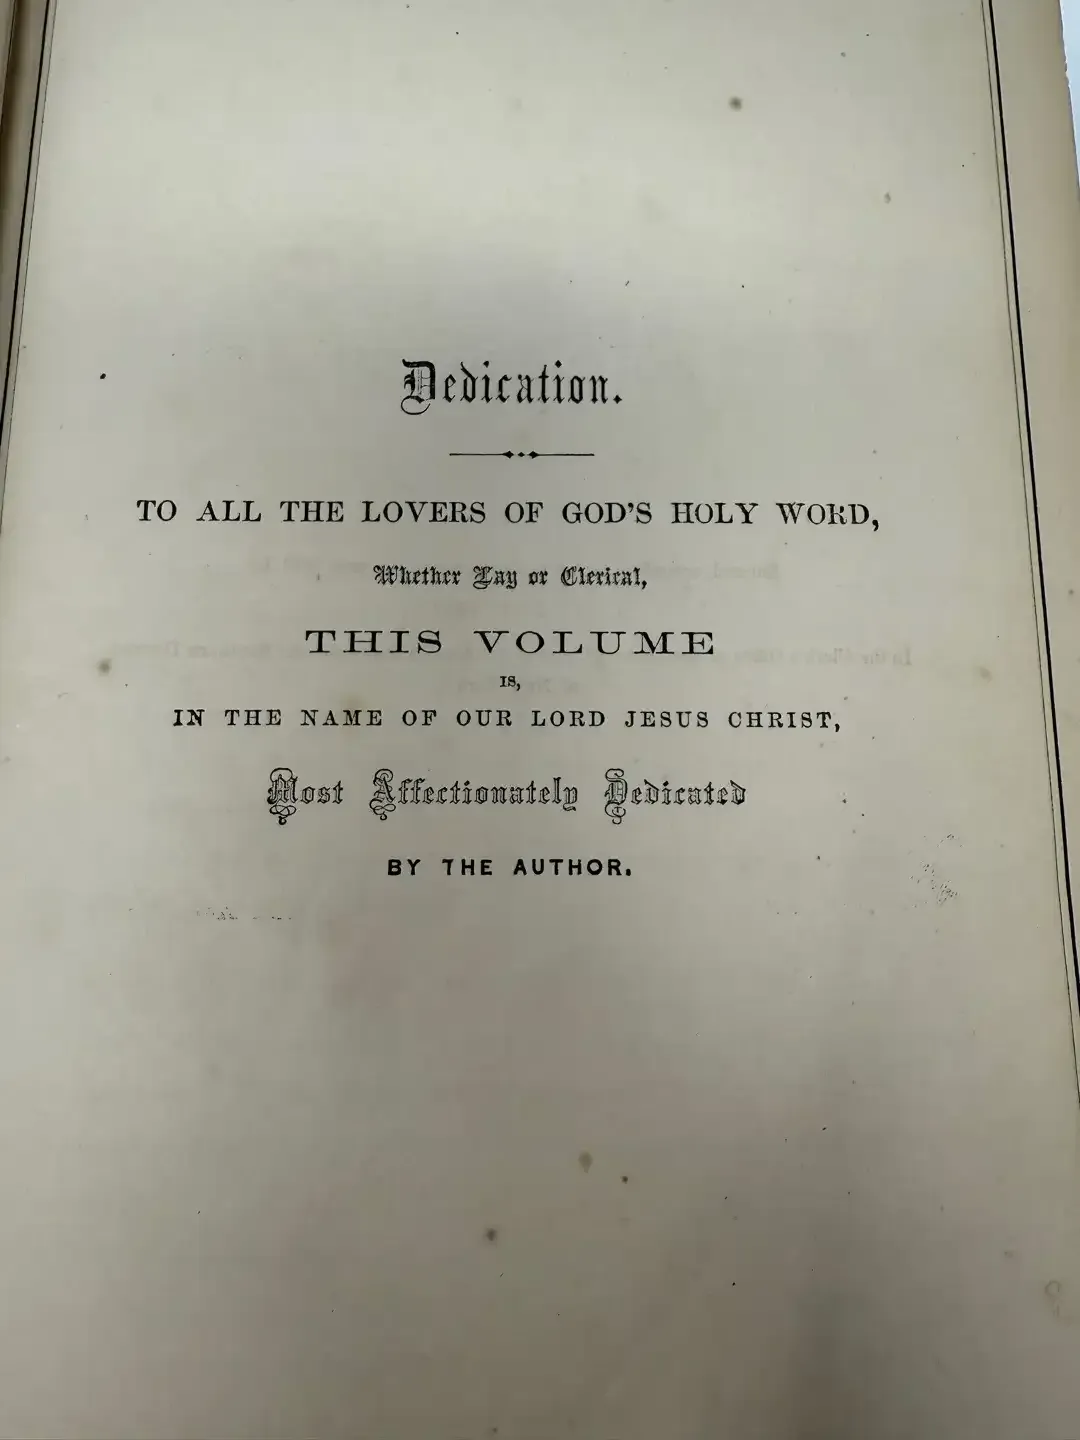 Dedication.
TO ALL THE LOVERS OF GOD'S HOLY WORD,
Whether Lay or Clerical,
THIS VOLUME
IS,
IN THE NAME OF OUR LORD JESUS CHRIST,
Most Affectionately Dedicated
BY THE AUTHOR.